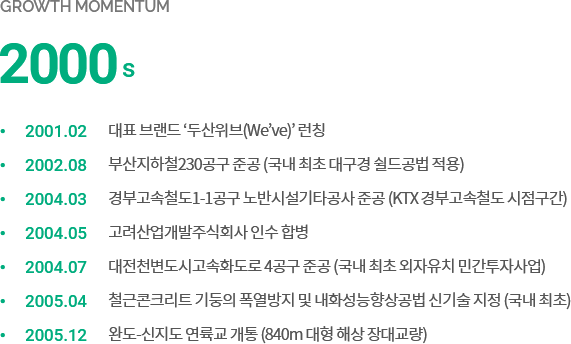 GROWTH MOMENTUM
2000s
• 2001.02 대표 브랜드 ‘두산위브(We’ve)’ 런칭
• 2002.08 부산지하철230공구 준공 (국내 최초 대구경 쉴드공법 적용)
• 2004.03 경부고속철도1-1공구 노반시설기타공사 준공 (KTX 경부고속철도 시점구간)
• 2004.05 고려산업개발주식회사 인수 합병
• 2004.07 대전천변도시고속화도로 4공구 준공 (국내 최초 외자유치 민간투자사업)
• 2005.04 철근콘크리트 기둥의 폭열방지 및 내화성능향상공법 신기술 지정 (국내 최초)
• 2005.12 완도-신지도 연륙교 개통 (840m 대형 해상 장대교량)